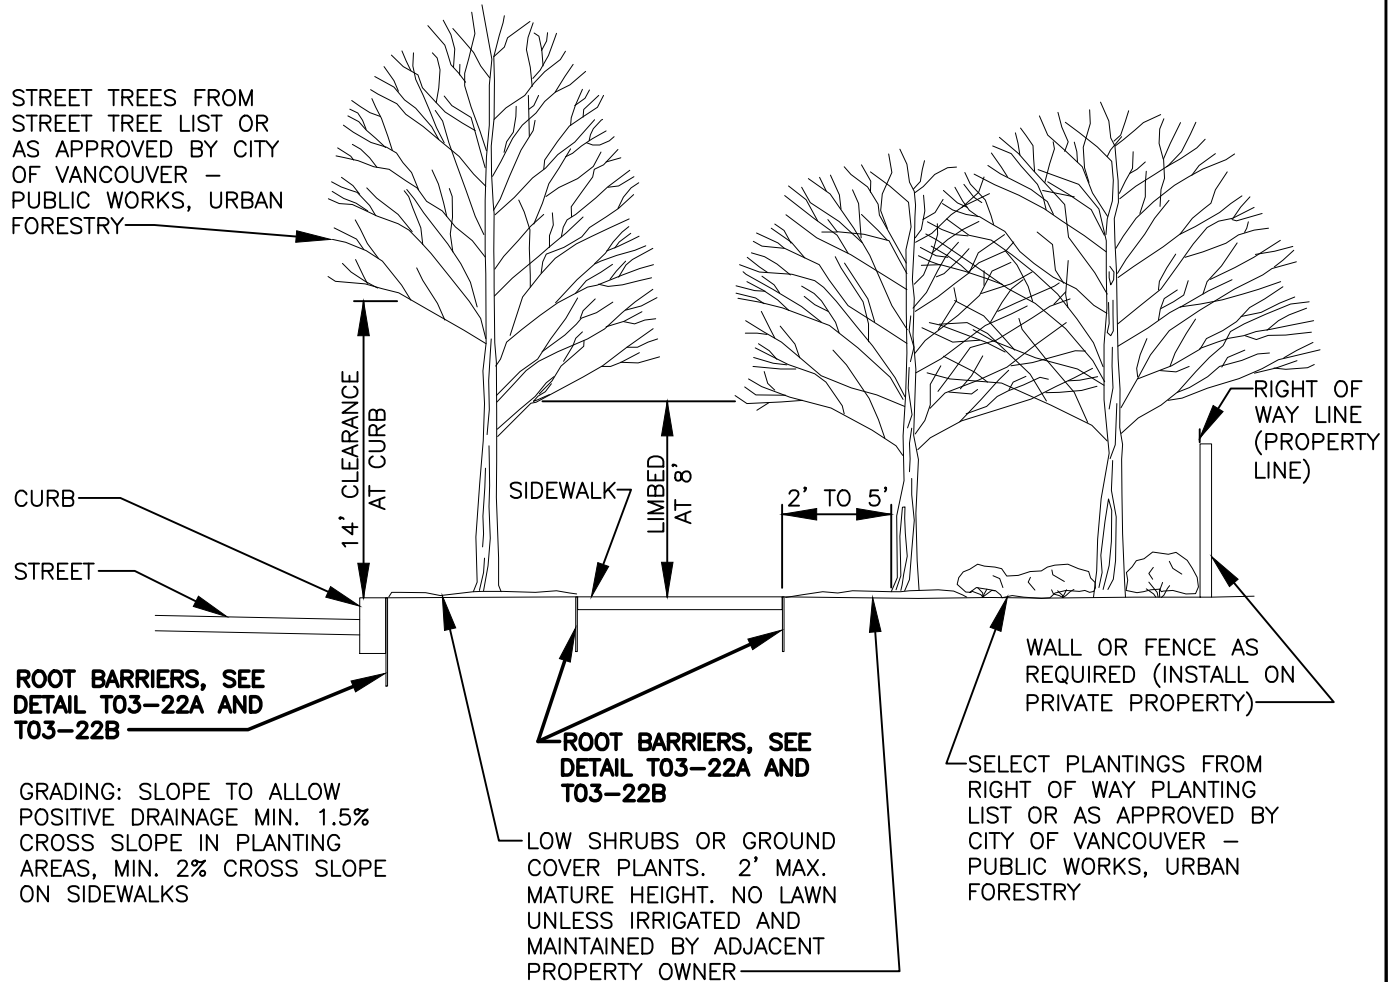 STREET TREES FROM
STREET TREE LIST OR
AS APPROVED BY CITY
OF VANCOUVER –
PUBLIC WORKS, URBAN
FORESTRY
14' CLEARANCE
AT CURB
CURB
STREET
SIDEWALK
LIMBED
AT 8'
2' TO 5'
RIGHT OF
WAY LINE
(PROPERTY
LINE)
ROOT BARRIERS, SEE
DETAIL T03–22A AND
T03–22B
GRADING: SLOPE TO ALLOW
POSITIVE DRAINAGE MIN. 1.5%
CROSS SLOPE IN PLANTING
AREAS, MIN. 2% CROSS SLOPE
ON SIDEWALKS
ROOT BARRIERS, SEE
DETAIL T03–22A AND
T03–22B
LOW SHRUBS OR GROUND
COVER PLANTS. 2' MAX.
MATURE HEIGHT. NO LAWN
UNLESS IRRIGATED AND
MAINTAINED BY ADJACENT
PROPERTY OWNER
WALL OR FENCE AS
REQUIRED (INSTALL ON
PRIVATE PROPERTY)
SELECT PLANTINGS FROM
RIGHT OF WAY PLANTING
LIST OR AS APPROVED BY
CITY OF VANCOUVER –
PUBLIC WORKS, URBAN
FORESTRY